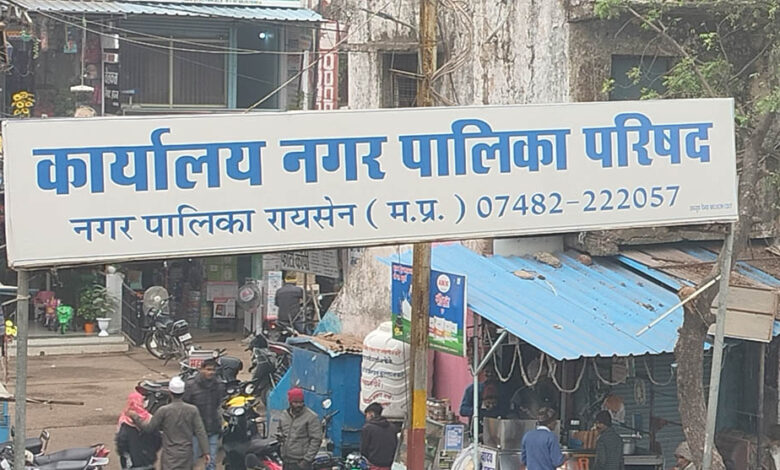 कार्यालय नगर पालिका परिषद
नगर पालिका रायसेन ( म.प्र. ) 07482-222057